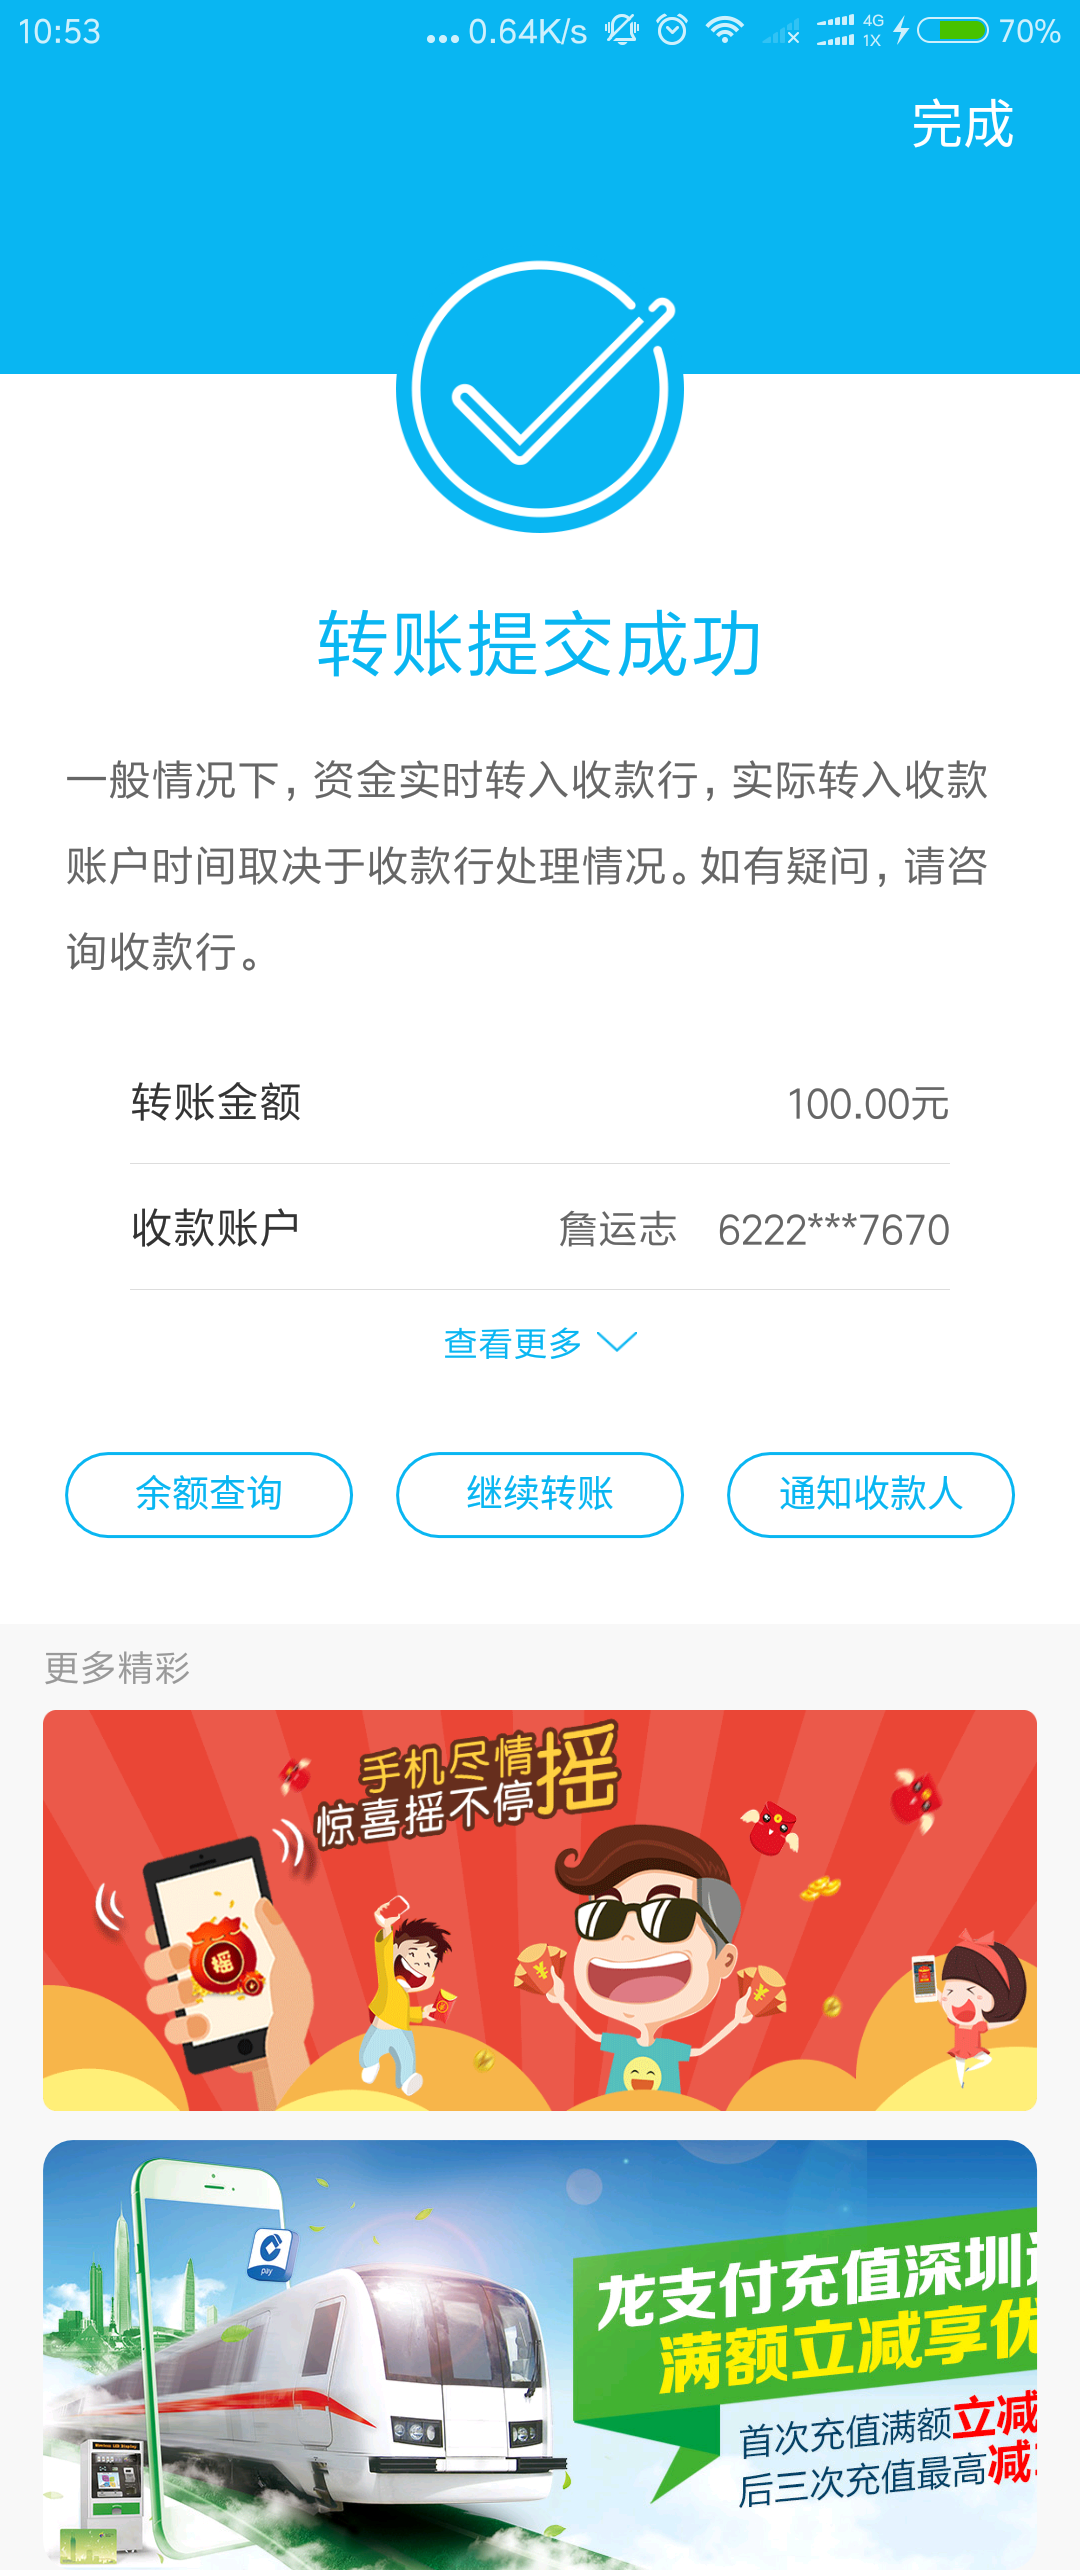 10:53
0.64K/s
4G
1X
70%
完成
转账提交成功
一般情况下，资金实时转入收款行，实际转入收款
账户时间取决于收款行处理情况。如有疑问，请咨
询收款行。
转账金额 100.00元
收款账户 詹运志 6222***7670
查看更多
余额查询 继续转账 通知收款人
更多精彩
手机尽情摇
惊喜摇不停
摇
pay
龙支付充值深圳
满额立减享优
首次充值满额立减
后三次充值最高减